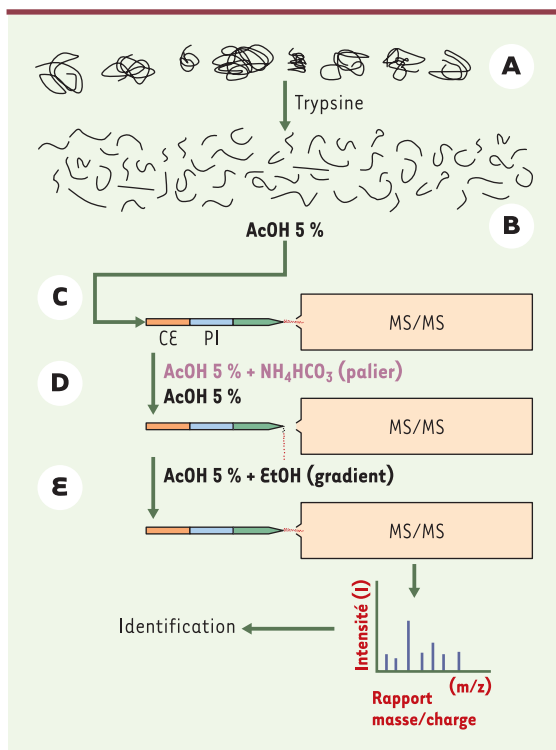 A
Trypsine
B
AcOH 5 %
C
MS/MS
CE PI
AcOH 5 % + NH₄HCO₃ (palier)
D
AcOH 5 %
MS/MS
E
AcOH 5 % + EtOH (gradient)
MS/MS
Identification
Intensité (I)
(m/z)
Rapport
masse/charge